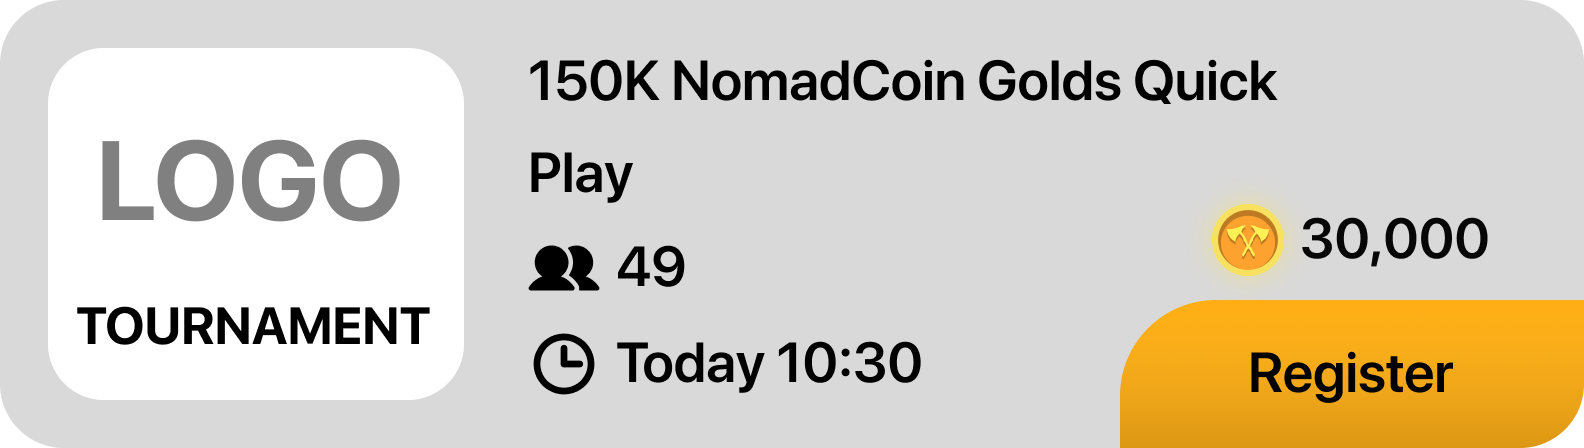 LOGO
TOURNAMENT
150K NomadCoin Golds Quick
Play
49
Today 10:30
30,000
Register